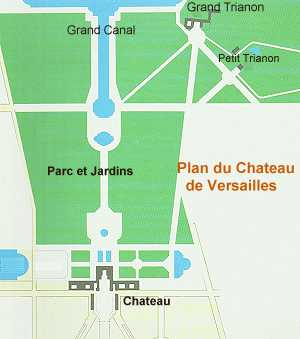 Grand Trianon
Grand Canal
Petit Trianon
Parc et Jardins
Plan du Chateau
de Versailles
Chateau